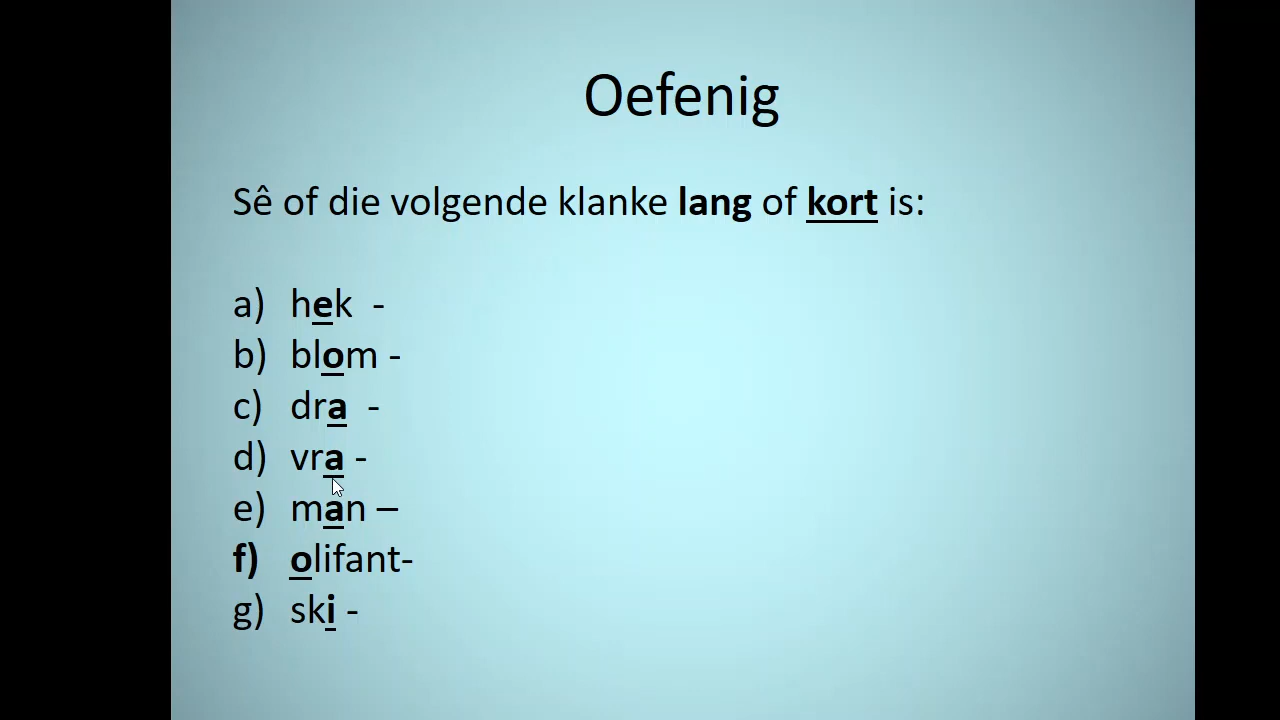 Oefenig
Sê of die volgende klanke lang of kort is:
a) hek -
b) blom -
c) dra -
d) vra -
e) man –
f) olifant-
g) ski -